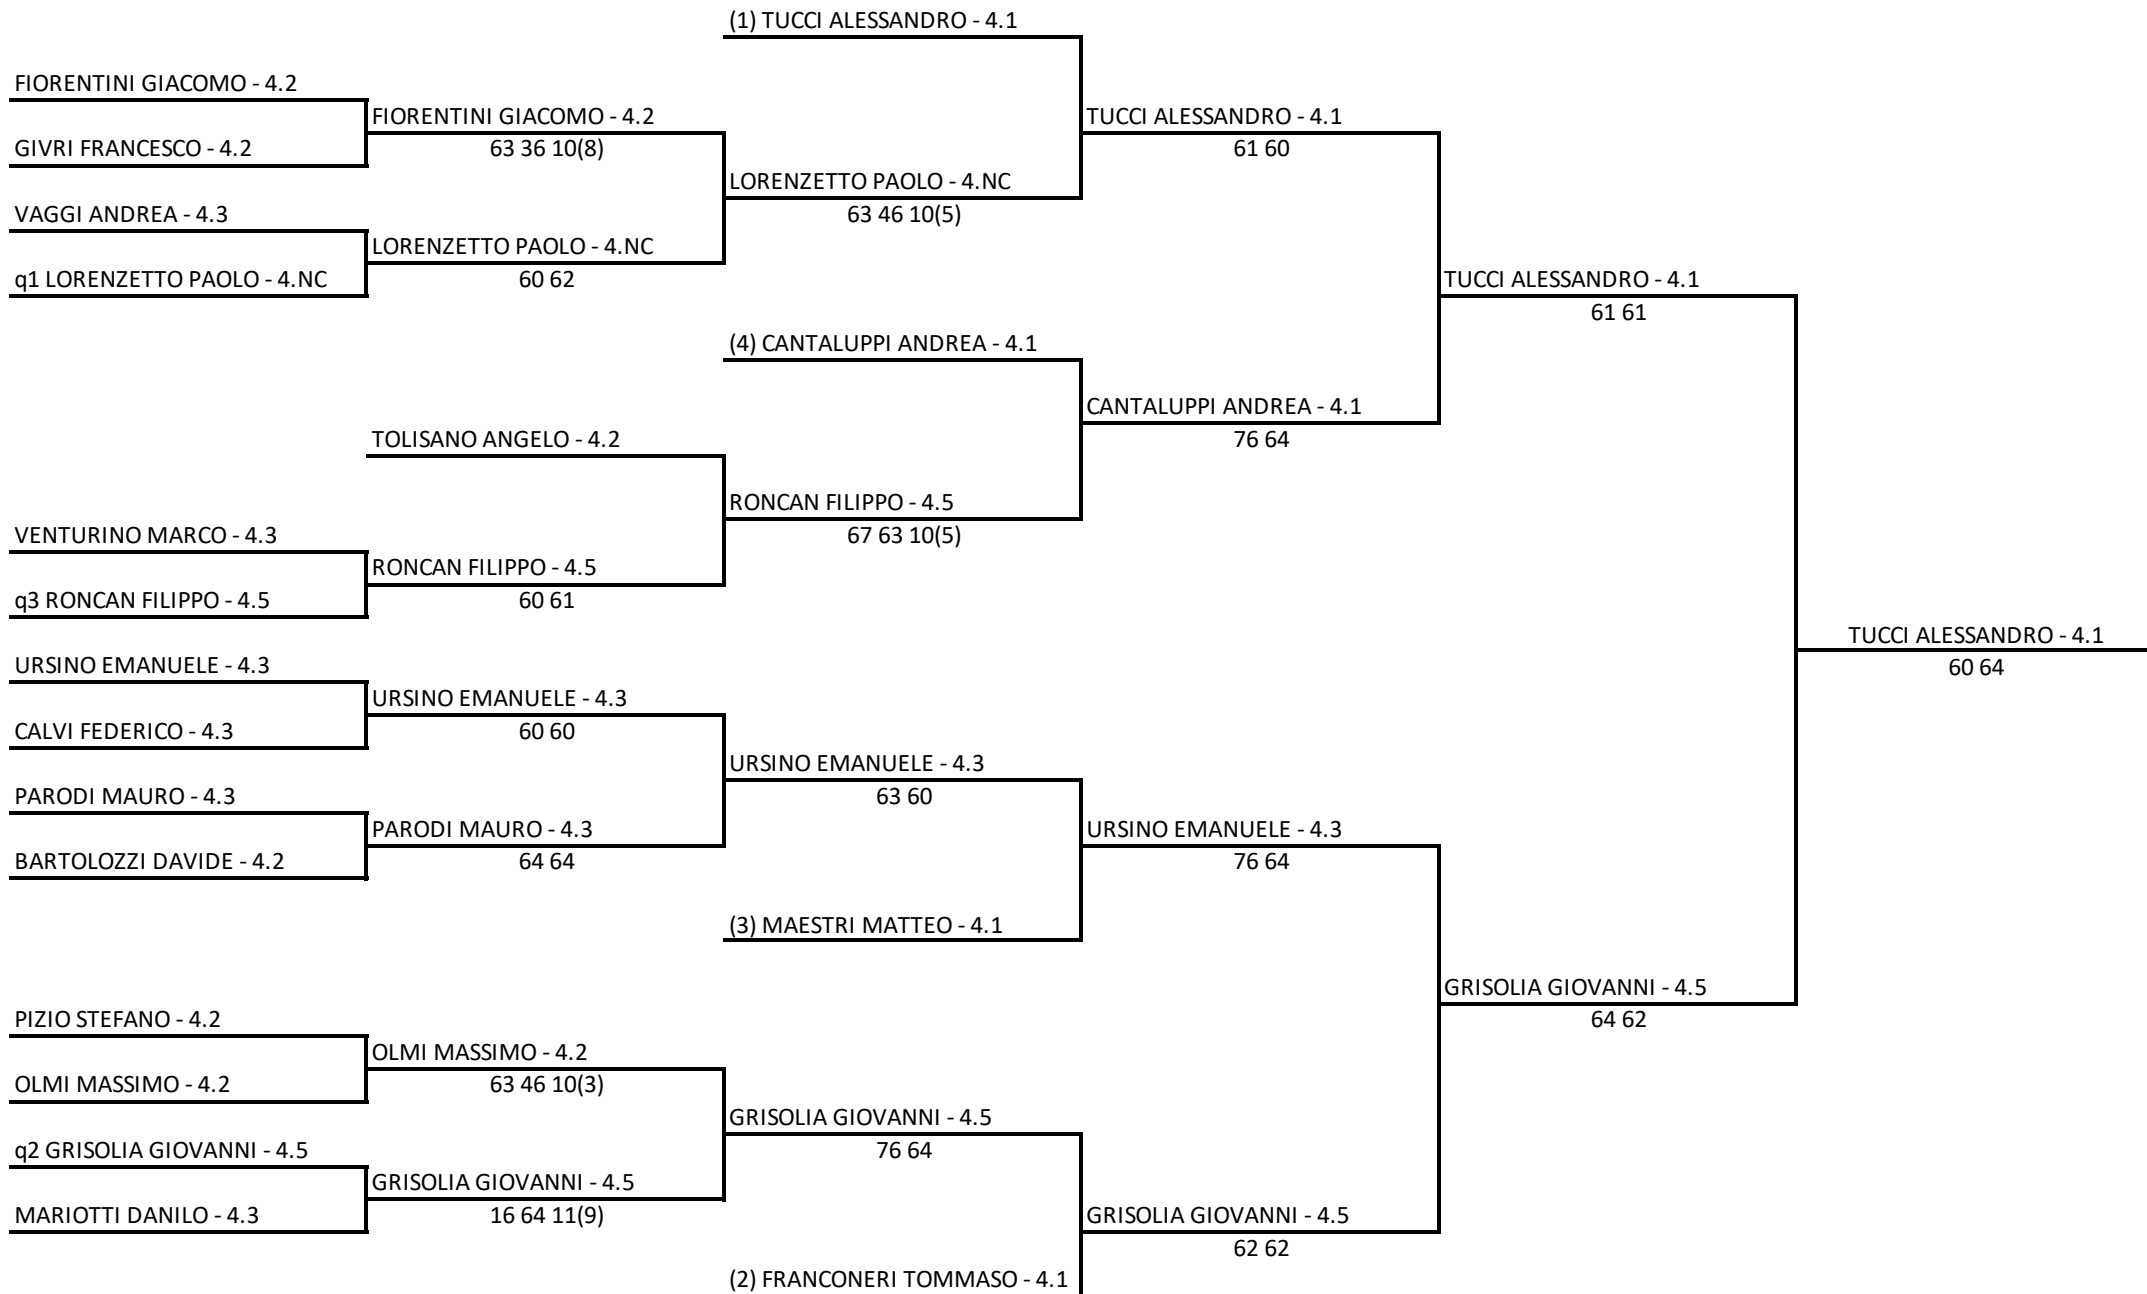 (1) TUCCI ALESSANDRO - 4.1
FIORENTINI GIACOMO - 4.2
FIORENTINI GIACOMO - 4.2
TUCCI ALESSANDRO - 4.1
GIVRI FRANCESCO - 4.2
63 36 10(8)
61 60
LORENZETTO PAOLO - 4.NC
VAGGI ANDREA - 4.3
63 46 10(5)
LORENZETTO PAOLO - 4.NC
q1 LORENZETTO PAOLO - 4.NC
60 62
TUCCI ALESSANDRO - 4.1
61 61
(4) CANTALUPPI ANDREA - 4.1
CANTALUPPI ANDREA - 4.1
TOLISANO ANGELO - 4.2
76 64
RONCAN FILIPPO - 4.5
VENTURINO MARCO - 4.3
67 63 10(5)
RONCAN FILIPPO - 4.5
q3 RONCAN FILIPPO - 4.5
60 61
TUCCI ALESSANDRO - 4.1
URSINO EMANUELE - 4.3
60 64
URSINO EMANUELE - 4.3
CALVI FEDERICO - 4.3
60 60
URSINO EMANUELE - 4.3
PARODI MAURO - 4.3
63 60
PARODI MAURO - 4.3
URSINO EMANUELE - 4.3
BARTOLOZZI DAVIDE - 4.2
64 64
76 64
(3) MAESTRI MATTEO - 4.1
GRISOLIA GIOVANNI - 4.5
PIZIO STEFANO - 4.2
64 62
OLMI MASSIMO - 4.2
OLMI MASSIMO - 4.2
63 46 10(3)
GRISOLIA GIOVANNI - 4.5
q2 GRISOLIA GIOVANNI - 4.5
76 64
GRISOLIA GIOVANNI - 4.5
MARIOTTI DANILO - 4.3
16 64 11(9)
GRISOLIA GIOVANNI - 4.5
62 62
(2) FRANCONERI TOMMASO - 4.1